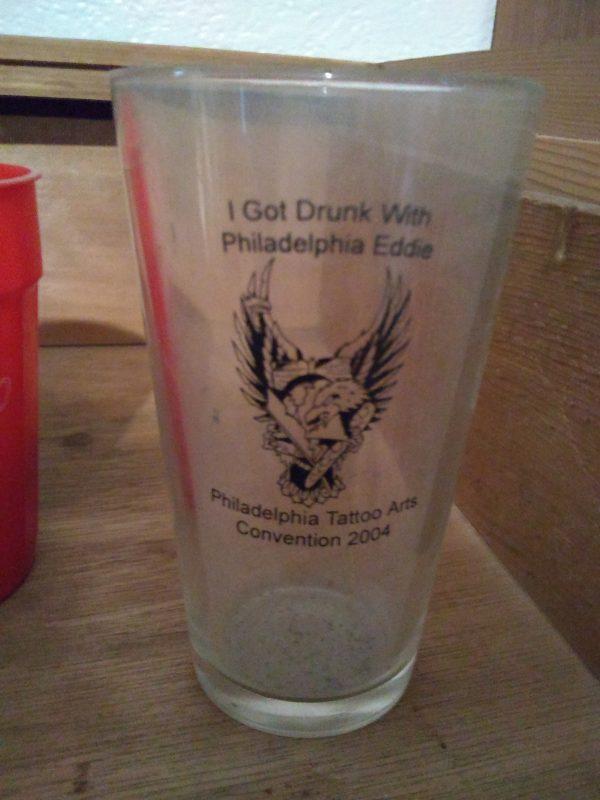 I Got Drunk With
Philadelphia Eddie
Philadelphia Tattoo Arts
Convention 2004